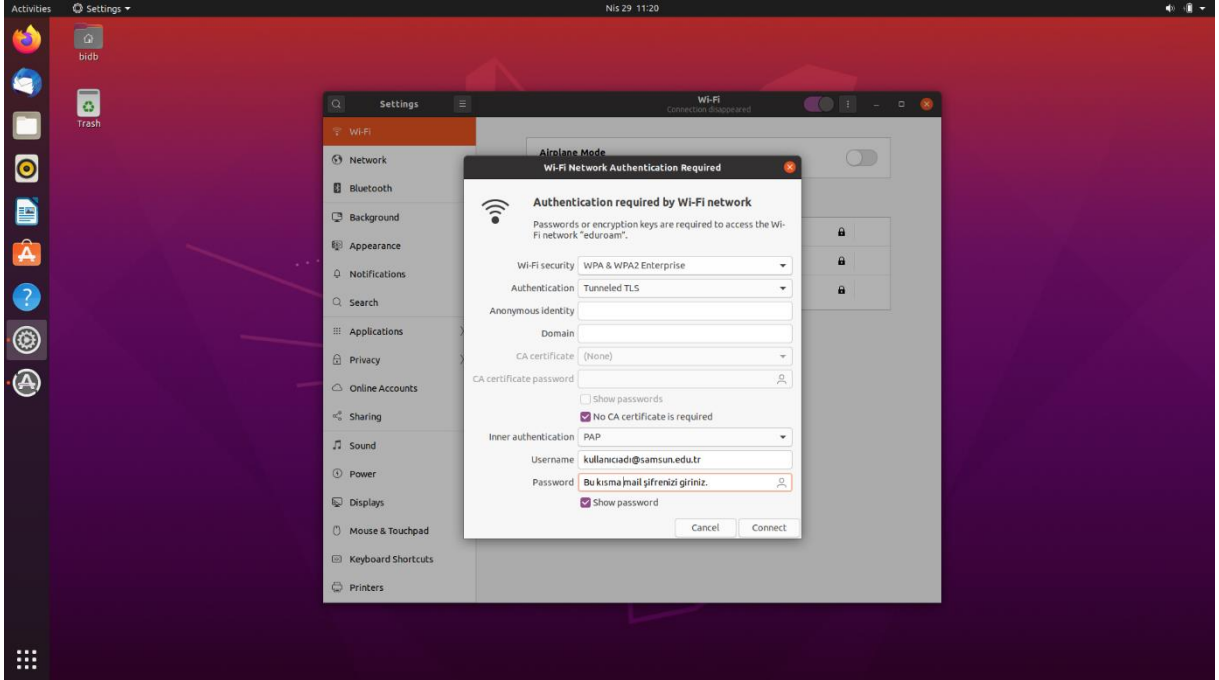 Activities
Settings
Nis 29 11:20
bidb
Trash
Settings
Wi-Fi
Connection disappeared
Wi-Fi
Network
Bluetooth
Background
Appearance
Notifications
Search
Applications
Privacy
Online Accounts
Sharing
Sound
Power
Displays
Mouse & Touchpad
Keyboard Shortcuts
Printers
Airplane Mode
Wi-Fi Network Authentication Required
Authentication required by Wi-Fi network
Passwords or encryption keys are required to access the Wi-
Fi network "eduroam".
Wi-Fi security WPA & WPA2 Enterprise
Authentication Tunneled TLS
Anonymous identity
Domain
CA certificate (None)
CA certificate password
Show passwords
No CA certificate is required
Inner authentication PAP
Username kullanıcıadı@samsun.edu.tr
Password Bu kısma mail şifrenizi giriniz.
Show password
Cancel Connect